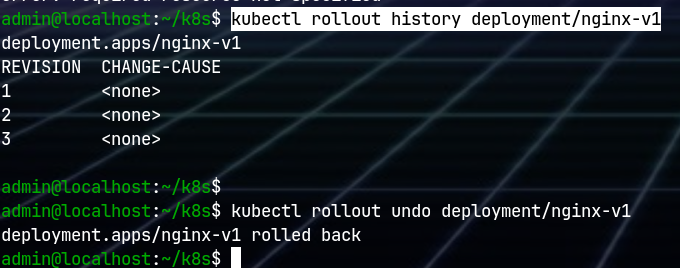 admin@localhost:~/k8s$ kubectl rollout history deployment/nginx-v1
deployment.apps/nginx-v1
REVISION  CHANGE-CAUSE
1         <none>
2         <none>
3         <none>
admin@localhost:~/k8s$
admin@localhost:~/k8s$ kubectl rollout undo deployment/nginx-v1
deployment.apps/nginx-v1 rolled back
admin@localhost:~/k8s$